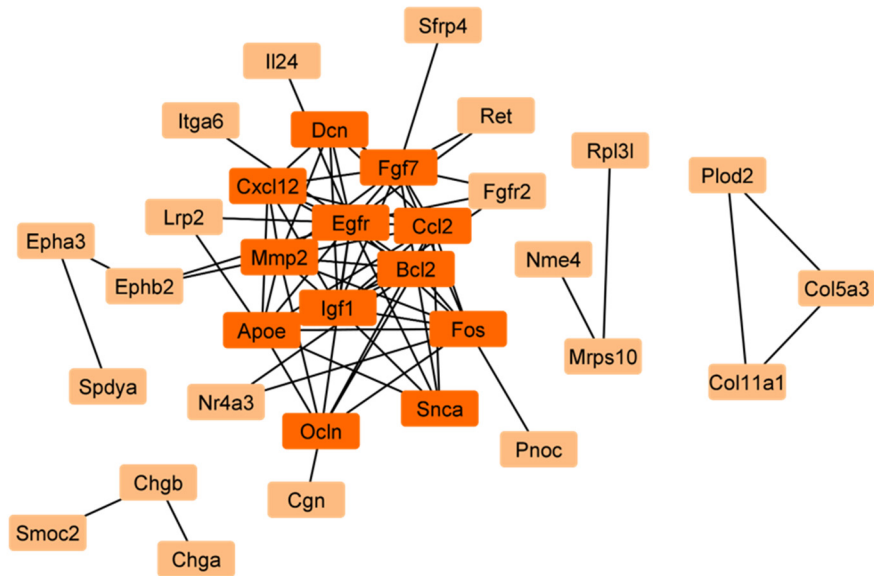 Sfrp4
Il24
Itga6
Dcn
Ret
Fgf7
Rpl3l
Cxcl12
Plod2
Fgfr2
Lrp2
Egfr
Ccl2
Epha3
Mmp2
Nme4
Bcl2
Ephb2
Col5a3
Igf1
Apoe
Fos
Mrps10
Col11a1
Spdya
Nr4a3
Snca
Ocln
Pnoc
Chgb
Cgn
Smoc2
Chga